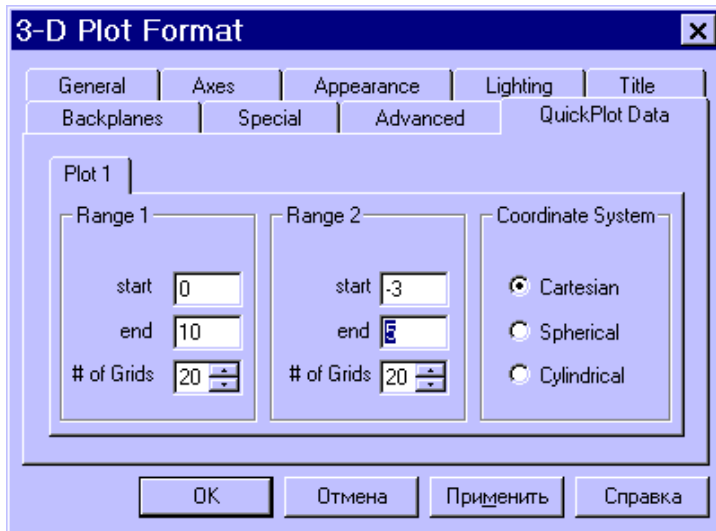 3-D Plot Format
General Axes Appearance Lighting Title
Backplanes Special Advanced QuickPlot Data
Plot 1
Range 1 Range 2 Coordinate System
start 0 start -3 Cartesian
end 10 end 5 Spherical
# of Grids 20 # of Grids 20 Cylindrical
OK Отмена Применить Справка